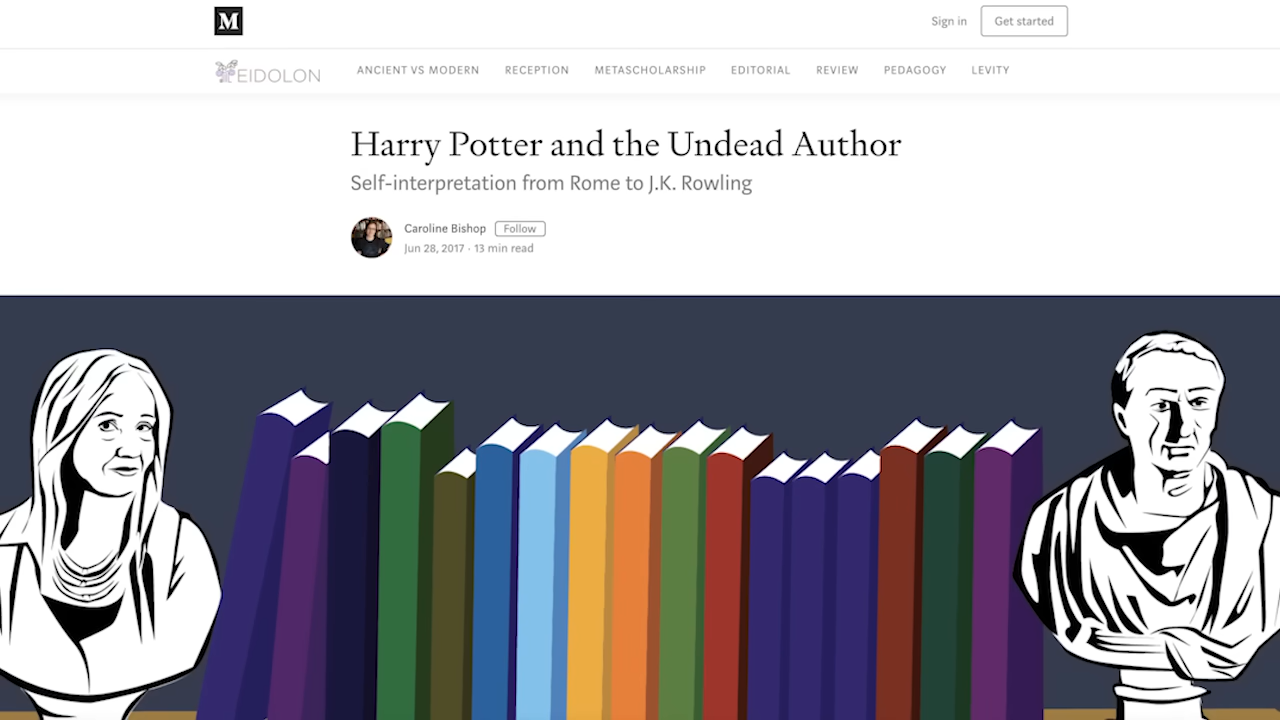 M
Sign in
Get started
EIDOLON
ANCIENT VS MODERN
RECEPTION
METASCHOLARSHIP
EDITORIAL
REVIEW
PEDAGOGY
LEVITY
Harry Potter and the Undead Author
Self-interpretation from Rome to J.K. Rowling
Caroline Bishop
Follow
Jun 28, 2017 · 13 min read